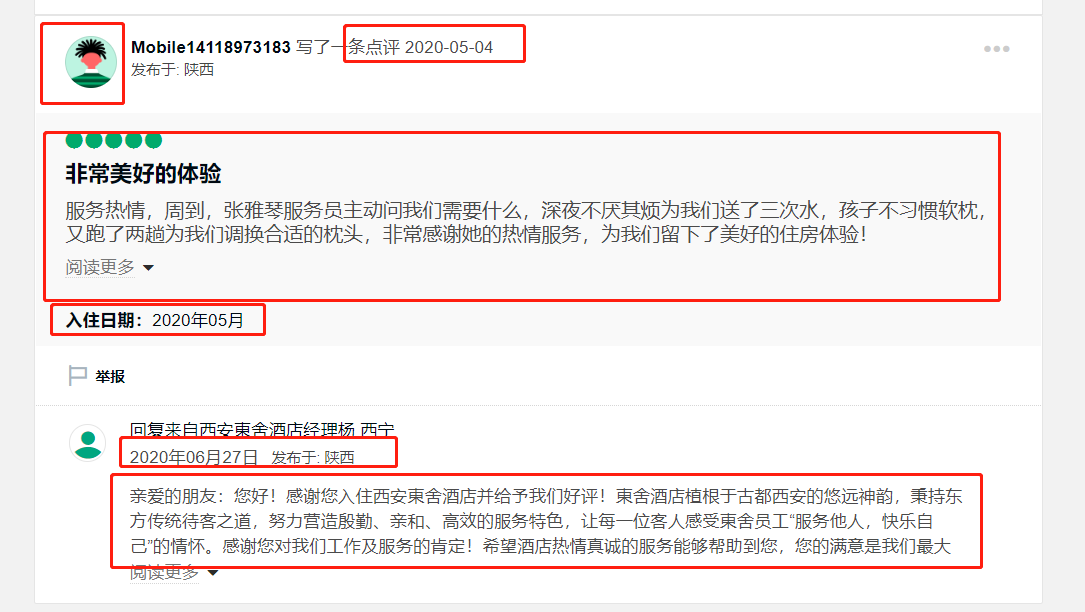 Mobile14118973183 写了一条点评 2020-05-04
发布于: 陕西
非常美好的体验
服务热情，周到，张雅琴服务员主动问我们需要什么，深夜不厌其烦为我们送了三次水，孩子不习惯软枕，
又跑了两趟为我们调换合适的枕头，非常感谢她的热情服务，为我们留下了美好的住房体验！
阅读更多
入住日期：2020年05月
举报
回复来自西安東舍酒店经理杨 西宁
2020年06月27日 发布于: 陕西
亲爱的朋友：您好！感谢您入住西安東舍酒店并给予我们好评！東舍酒店植根于古都西安的悠远神韵，秉持东
方传统待客之道，努力营造殷勤、亲和、高效的服务特色，让每一位客人感受東舍员工“服务他人，快乐自
己”的情怀。感谢您对我们工作及服务的肯定！希望酒店热情真诚的服务能够帮助到您，您的满意是我们最大
阅读更多